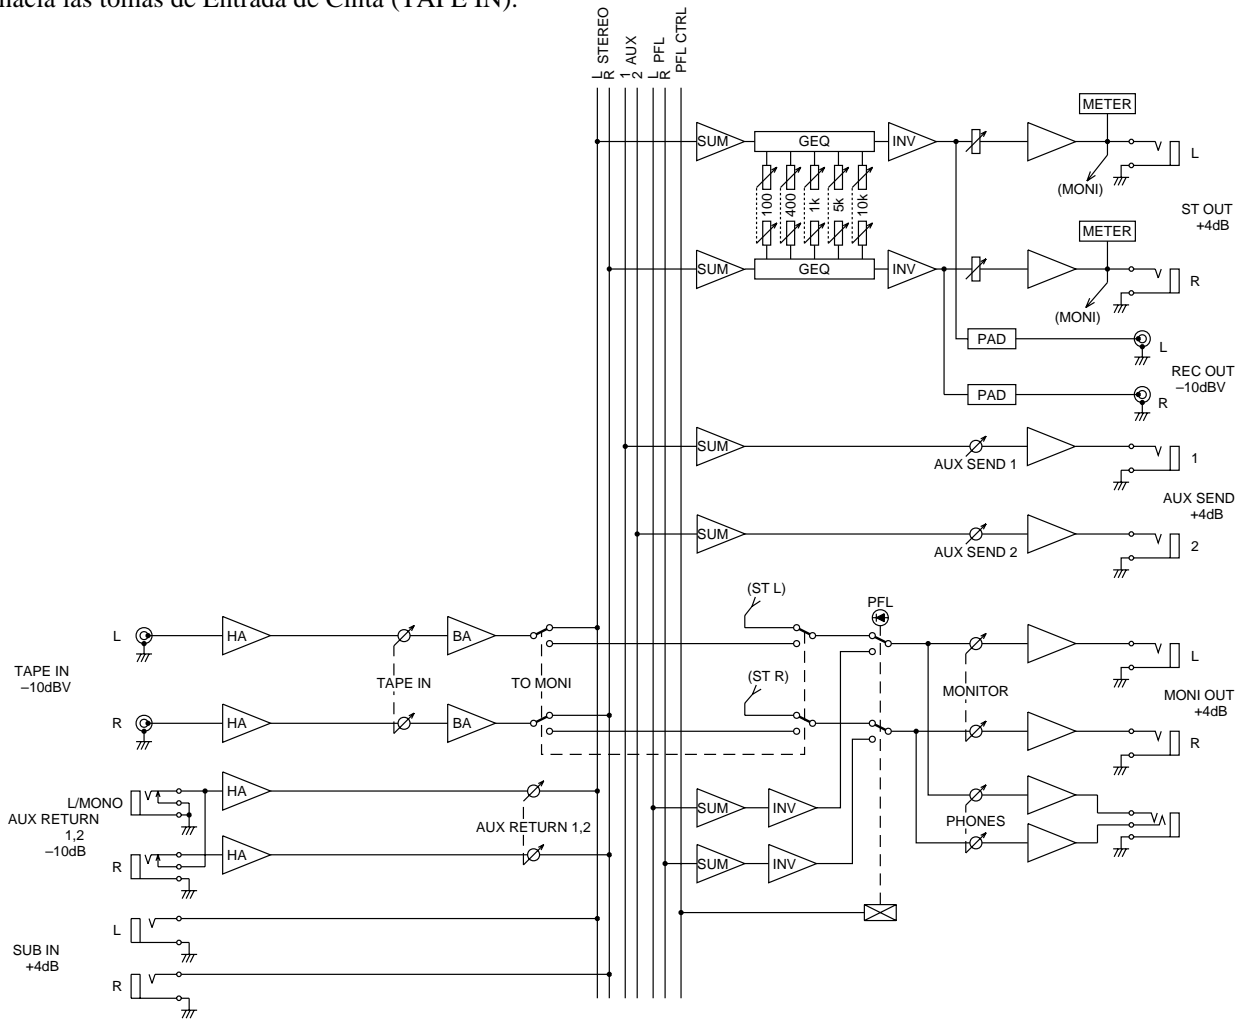 hacia las tomas de Entrada de Cinta (TAPE IN).
L STEREO
R
1 AUX
2
L PFL
R
PFL CTRL
METER
SUM
GEQ
INV
L
(MONI)
100
400
1k
5k
10k
ST OUT
+4dB
METER
SUM
GEQ
INV
R
(MONI)
PAD
L
REC OUT
–10dBV
PAD
R
SUM
AUX SEND 1
1
AUX SEND
+4dB
SUM
AUX SEND 2
2
(ST L)
PFL
L
HA
BA
L
TAPE IN
–10dBV
TAPE IN
TO MONI
(ST R)
MONITOR
MONI OUT
+4dB
R
HA
BA
R
L/MONO
HA
AUX RETURN
1,2
–10dB
AUX RETURN 1,2
SUM
INV
PHONES
R
HA
SUM
INV
L
SUB IN
+4dB
R